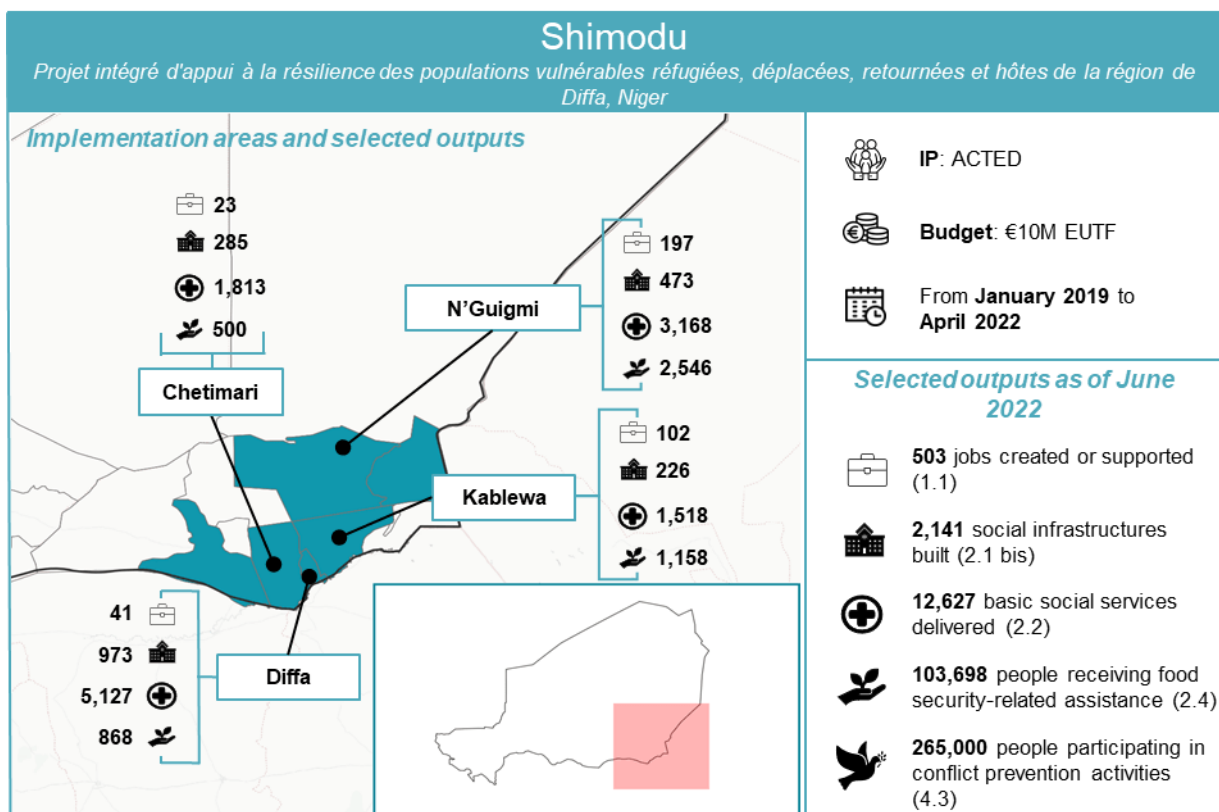 Shimodu
Projet intégré d'appui à la résilience des populations vulnérables réfugiées, déplacées, retournées et hôtes de la région de
Diffa, Niger
Implementation areas and selected outputs
23
285
1,813
500
Chetimari
N'Guigmi
197
473
3,168
2,546
Kablewa
102
226
1,518
1,158
41
973
5,127
868
Diffa
IP: ACTED
Budget: €10M EUTF
From January 2019 to
April 2022
Selected outputs as of June
2022
503 jobs created or supported
(1.1)
2,141 social infrastructures
built (2.1 bis)
12,627 basic social services
delivered (2.2)
103,698 people receiving food
security-related assistance (2.4)
265,000 people participating in
conflict prevention activities
(4.3)